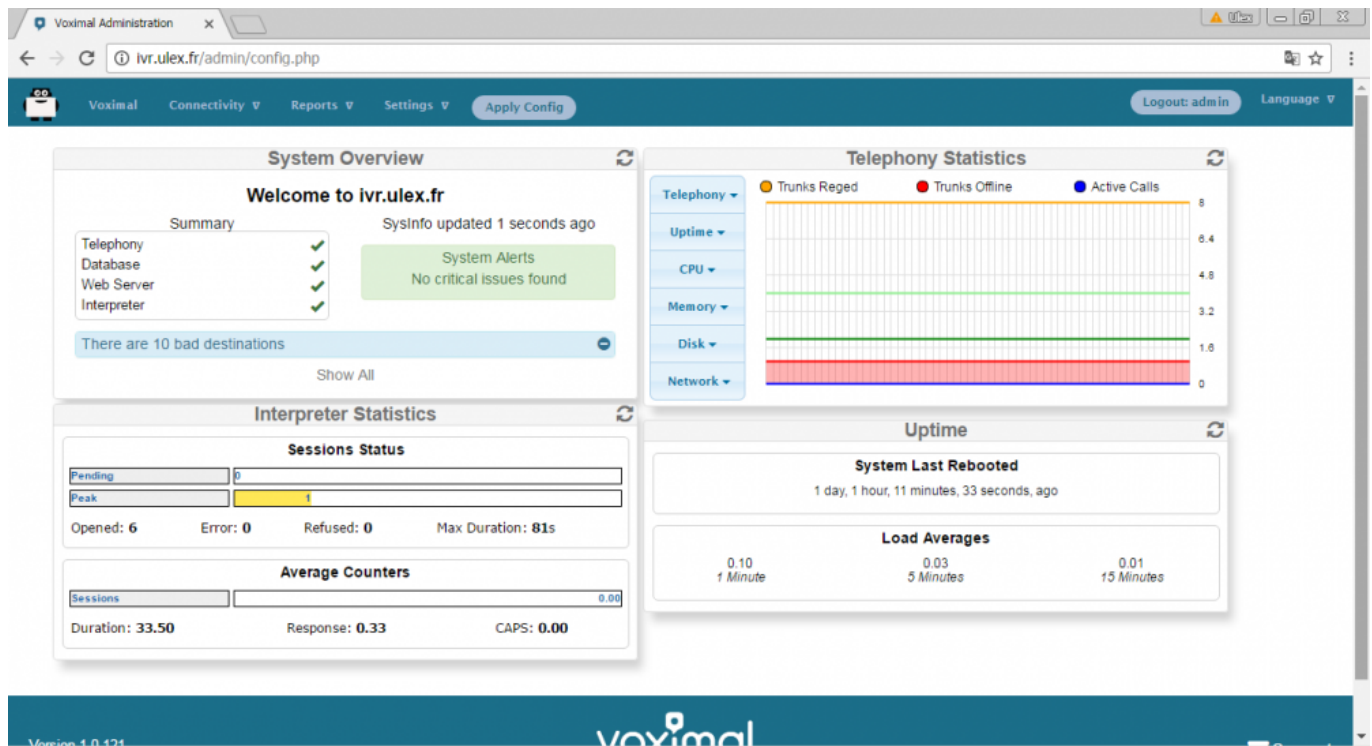 Voximal Administration
Ulex
ivr.ulex.fr/admin/config.php
Voximal Connectivity Reports Settings Apply Config Logout: admin Language
System Overview
Welcome to ivr.ulex.fr
Summary
Telephony
Database
Web Server
Interpreter
SysInfo updated 1 seconds ago
System Alerts
No critical issues found
There are 10 bad destinations
Show All
Telephony Statistics
Telephony
Uptime
CPU
Memory
Disk
Network
Trunks Reged Trunks Offline Active Calls
8
6.4
4.8
3.2
1.6
0
Interpreter Statistics
Sessions Status
Pending 0
Peak 1
Opened: 6 Error: 0 Refused: 0 Max Duration: 81s
Average Counters
Sessions 0.00
Duration: 33.50 Response: 0.33 CAPS: 0.00
Uptime
System Last Rebooted
1 day, 1 hour, 11 minutes, 33 seconds, ago
Load Averages
0.10 0.03 0.01
1 Minute 5 Minutes 15 Minutes
Version 1.0.121
voximal